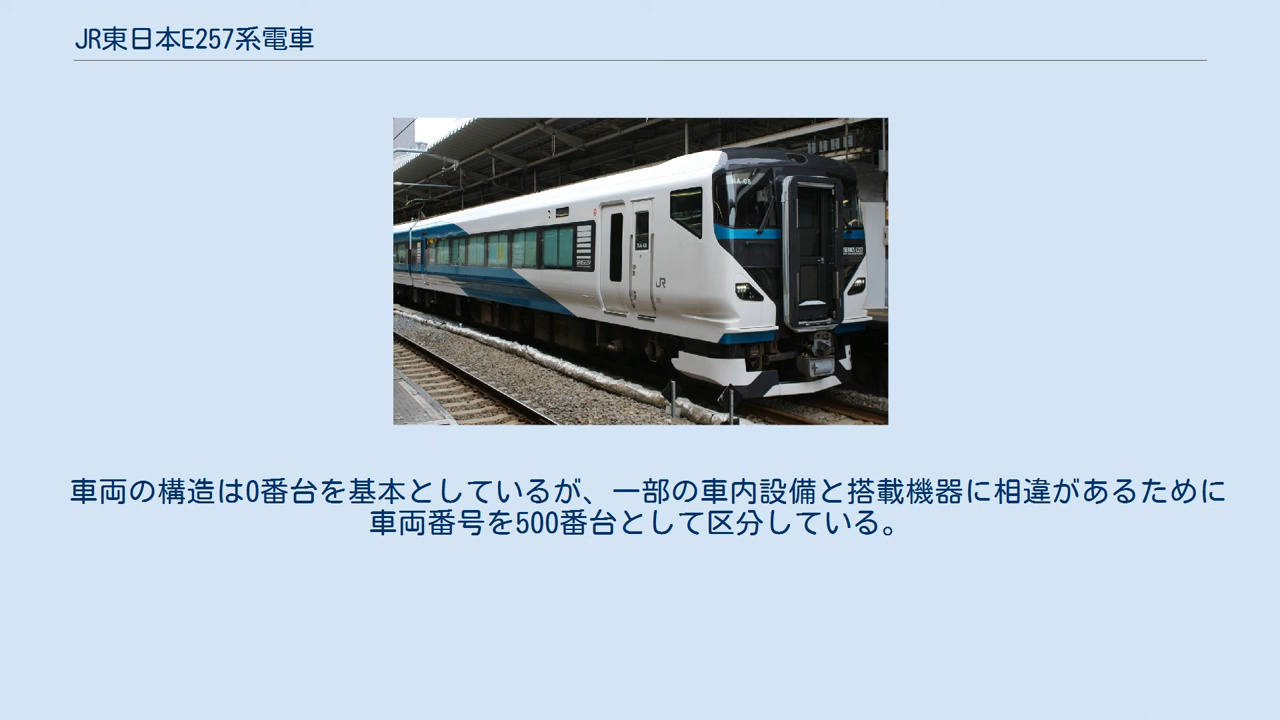 JR東日本E257系電車
NA-68
JR
車両の構造は0番台を基本としているが、一部の車内設備と搭載機器に相違があるために
車両番号を500番台として区分している。